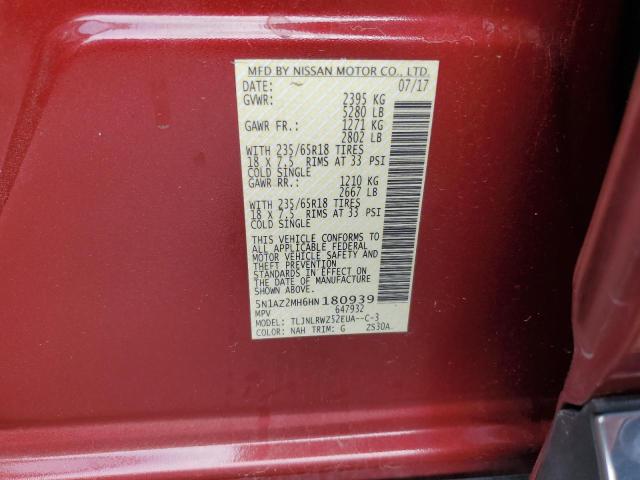 MFD BY NISSAN MOTOR CO., LTD.
DATE: 07/17
GVWR: 2395 KG
5280 LB
GAWR FR.: 1271 KG
2802 LB
WITH 235/65R18 TIRES
18 X 7.5 RIMS AT 33 PSI
COLD SINGLE
GAWR RR.: 1210 KG
2667 LB
WITH 235/65R18 TIRES
18 X 7.5 RIMS AT 33 PSI
COLD SINGLE
THIS VEHICLE CONFORMS TO
ALL APPLICABLE FEDERAL
MOTOR VEHICLE SAFETY AND
THEFT PREVENTION
STANDARDS IN EFFECT ON
THE DATE OF MANUFACTURE
SHOWN ABOVE.
5N1AZ2MH6HN180939
MPV 647932
MODEL: TLJNLRWZ52EUA--C-3
COLOR: NAH TRIM: G ZS30A